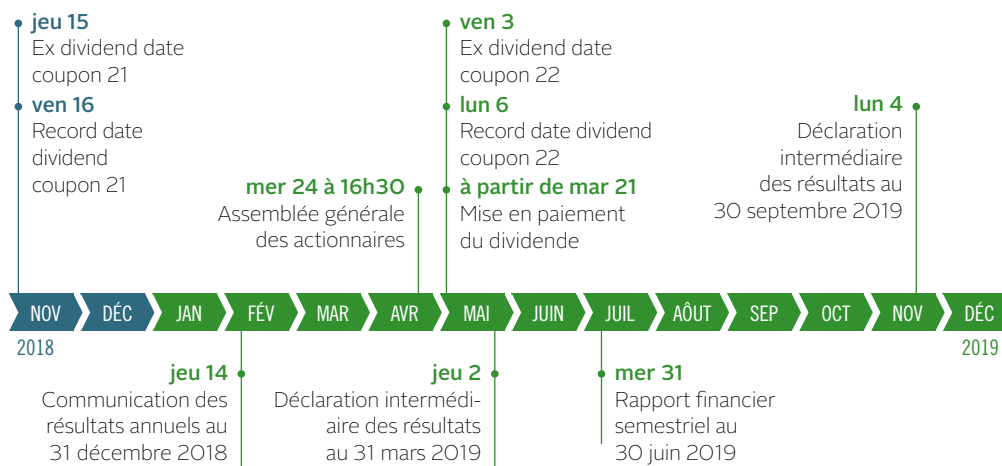 jeu 15
Ex dividend date
coupon 21
ven 16
Record date
dividend
coupon 21
mer 24 à 16h30
Assemblée générale
des actionnaires
ven 3
Ex dividend date
coupon 22
lun 6
Record date dividend
coupon 22
à partir de mar 21
Mise en paiement
du dividende
lun 4
Déclaration
intermédiaire
des résultats au
30 septembre 2019
NOV DÉC JAN FÉV MAR AVR MAI JUIN JUIL AÔUT SEP OCT NOV DÉC
2018 2019
jeu 14
Communication des
résultats annuels au
31 décembre 2018
jeu 2
Déclaration intermédi-
aire des résultats
au 31 mars 2019
mer 31
Rapport financier
semestriel au
30 juin 2019